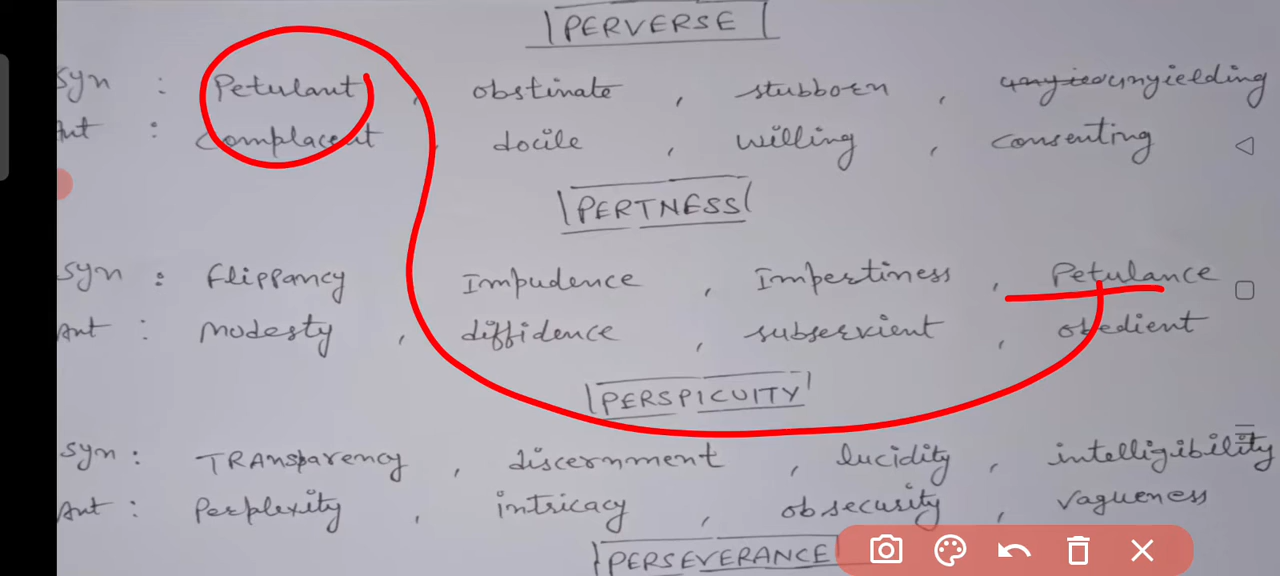 PERVERSE
Syn : Petulant , obstinate , stubborn , unyielding
Ant : Complacent , docile , willing , consenting
PERTNESS
Syn : Flippancy Impudence , Impertiness , Petulance
Ant : Modesty , diffidence , subservient , obedient
PERSPICUITY
Syn : TRAnsparency , discernment , lucidity , intelligibility
Ant : Perplexity , intricacy , obsecurity , vagueness
PERSEVERANCE